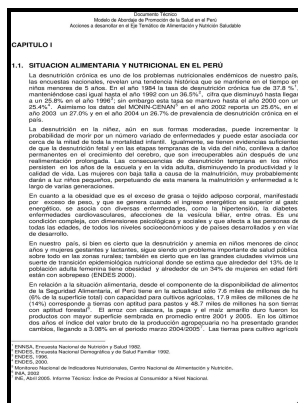 Documento Técnico
Modelo de Abordaje de Promoción de la Salud en el Perú
Acciones a desarrollar en el Eje Temático de Alimentación y Nutrición Saludable
CAPITULO I
1.1. SITUACION ALIMENTARIA Y NUTRICIONAL EN EL PERÚ
La desnutrición crónica es uno de los problemas nutricionales endémicos de nuestro país,
las encuestas nacionales, revelan una tendencia histórica que se mantiene en el tiempo en
niños menores de 5 años. En el año 1984 la tasa de desnutrición crónica fue de 37.8 %1,
manteniéndose casi igual hasta el año 1992 con un 36.5%2, cifra que disminuyó hasta llegar
a un 25.8% en el año 19963; sin embargo esta tasa se mantuvo hasta el año 2000 con un
25.4%4. Asimismo los datos del MONIN-CENAN5 en el año 2002 reporta un 25.6%, en el
año 2003 un 27.0% y en el año 2004 un 26.7% de prevalencia de desnutrición crónica en el
país.
La desnutrición en la niñez, aún en sus formas moderadas, puede incrementar la
probabilidad de morir por un número variado de enfermedades y puede estar asociada con
cerca de la mitad de toda la mortalidad infantil. Igualmente, se tienen evidencias suficientes
de que la desnutrición fetal y en las etapas tempranas de la vida del niño, conlleva a daños
permanentes en el crecimiento del cerebro, que son irrecuperables aún después de una
realimentación prolongada. Las consecuencias de desnutrición temprana en los niños
persisten en los años de la escuela y en la vida adulta, disminuyen la productividad y la
calidad de vida. Las mujeres con baja talla a causa de la malnutrición, muy probablemente
darán a luz niños pequeños, perpetuando de esta manera la malnutrición y enfermedad a lo
largo de varias generaciones.
En cuanto a la obesidad que es el exceso de grasa o tejido adiposo corporal, manifestada
por exceso de peso, y que se genera cuando el ingreso energético es superior al gasto
energético, se asocia con diversas enfermedades, como la hipertensión, la diabetes,
enfermedades cardiovasculares, afecciones de la vesícula biliar, entre otras. Es una
condición compleja, con dimensiones psicológicas y sociales y que afecta a las personas de
todas las edades, de todos los niveles socioeconómicos y de países desarrollados y en vías
de desarrollo.
En nuestro país, si bien es cierto que la desnutrición y anemia en niños menores de cinco
años y mujeres gestantes y lactantes, sigue siendo un problema importante de salud pública,
sobre todo en las zonas rurales; también es cierto que en las grandes ciudades vivimos una
suerte de transición epidemiológica nutricional donde se estima que alrededor del 13% de la
población adulta femenina tiene obesidad y alrededor de un 34% de mujeres en edad fértil
están con sobrepeso (ENDES 2000).
En relación a la situación alimentaria, desde el componente de la disponibilidad de alimentos
de la Seguridad Alimentaria, el Perú tiene en la actualidad sólo 7.6 millones de millones de ha
(6% de la superficie total) con capacidad para cultivos agrícolas, 17.9 millones de millones de ha
(14%) corresponde a tierras con aptitud para pastos y 48.7 millones de ha son tierras
con aptitud forestal6. El arroz con cáscara, la papa y el maíz amarillo duro fueron los
productos con mayor superficie sembrada en promedio entre 2001 y 2005. En los últimos
dos años el índice del valor bruto de la producción agropecuaria no ha presentado grandes
cambios, llegando a 3.08% en el periodo marzo 2004/20057. Las tierras para cultivo agrícola
1 ENNSA, Encuesta Nacional de Nutrición y Salud 1982.
2 ENDES, Encuesta Nacional Demográfica y de Salud Familiar 1992.
3 ENDES, 1996.
4 ENDES, 2000.
5 Monitoreo Nacional de Indicadores Nutricionales, Centro Nacional de Alimentación y Nutrición.
6 INIA, 2002
7 INE, Abril 2005. Informe Técnico: Índice de Precios al Consumidor a Nivel Nacional.